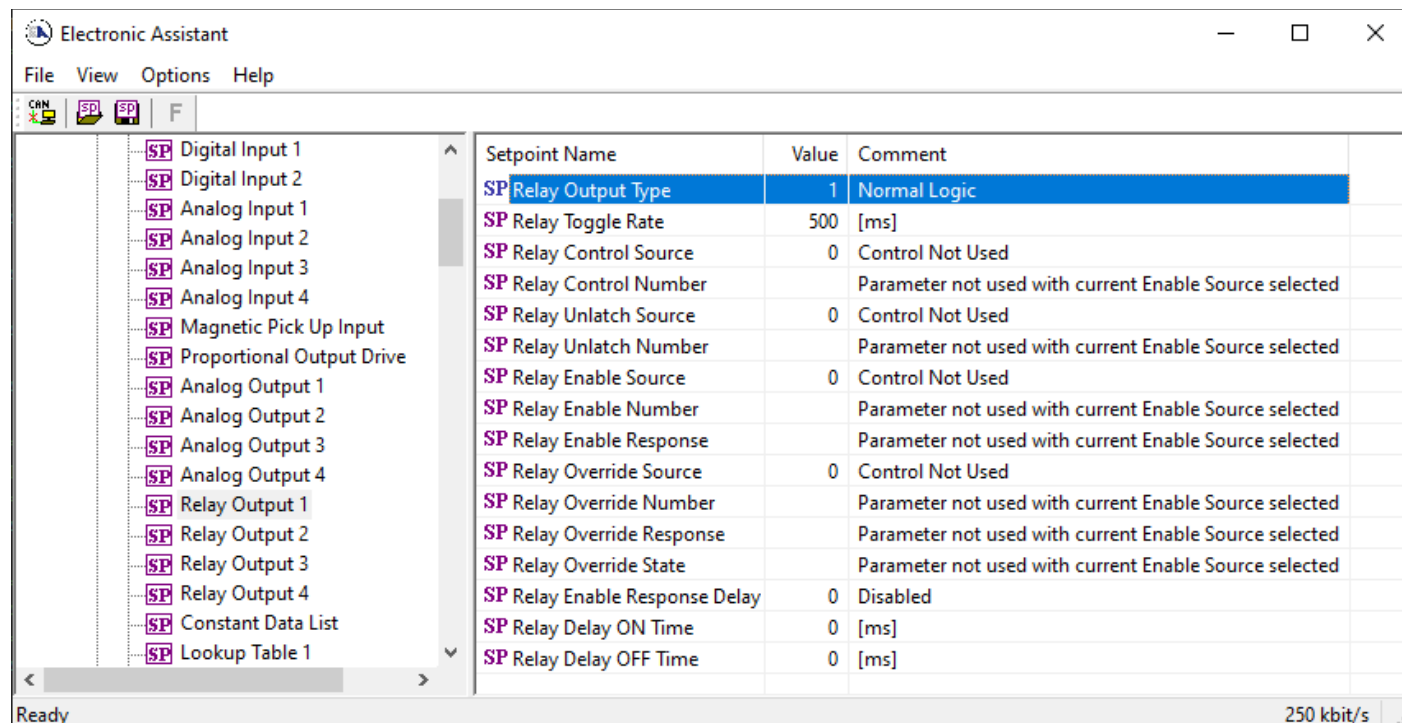 Electronic Assistant
File View Options Help
CAN SP SP F
SP Digital Input 1
SP Digital Input 2
SP Analog Input 1
SP Analog Input 2
SP Analog Input 3
SP Analog Input 4
SP Magnetic Pick Up Input
SP Proportional Output Drive
SP Analog Output 1
SP Analog Output 2
SP Analog Output 3
SP Analog Output 4
SP Relay Output 1
SP Relay Output 2
SP Relay Output 3
SP Relay Output 4
SP Constant Data List
SP Lookup Table 1
Setpoint Name Value Comment
SP Relay Output Type 1 Normal Logic
SP Relay Toggle Rate 500 [ms]
SP Relay Control Source 0 Control Not Used
SP Relay Control Number Parameter not used with current Enable Source selected
SP Relay Unlatch Source 0 Control Not Used
SP Relay Unlatch Number Parameter not used with current Enable Source selected
SP Relay Enable Source 0 Control Not Used
SP Relay Enable Number Parameter not used with current Enable Source selected
SP Relay Enable Response Parameter not used with current Enable Source selected
SP Relay Override Source 0 Control Not Used
SP Relay Override Number Parameter not used with current Enable Source selected
SP Relay Override Response Parameter not used with current Enable Source selected
SP Relay Override State Parameter not used with current Enable Source selected
SP Relay Enable Response Delay 0 Disabled
SP Relay Delay ON Time 0 [ms]
SP Relay Delay OFF Time 0 [ms]
Ready 250 kbit/s